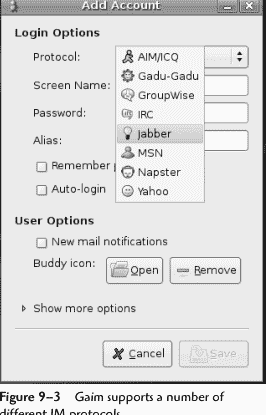 Add Account
Login Options
Protocol:
AIM/ICQ
Gadu-Gadu
GroupWise
IRC
Jabber
MSN
Napster
Yahoo
Screen Name:
Password:
Alias:
Remember
Auto-login
User Options
New mail notifications
Buddy icon:
Open
Remove
Show more options
Cancel
Save
Figure 9–3 Gaim supports a number of
different IM protocols